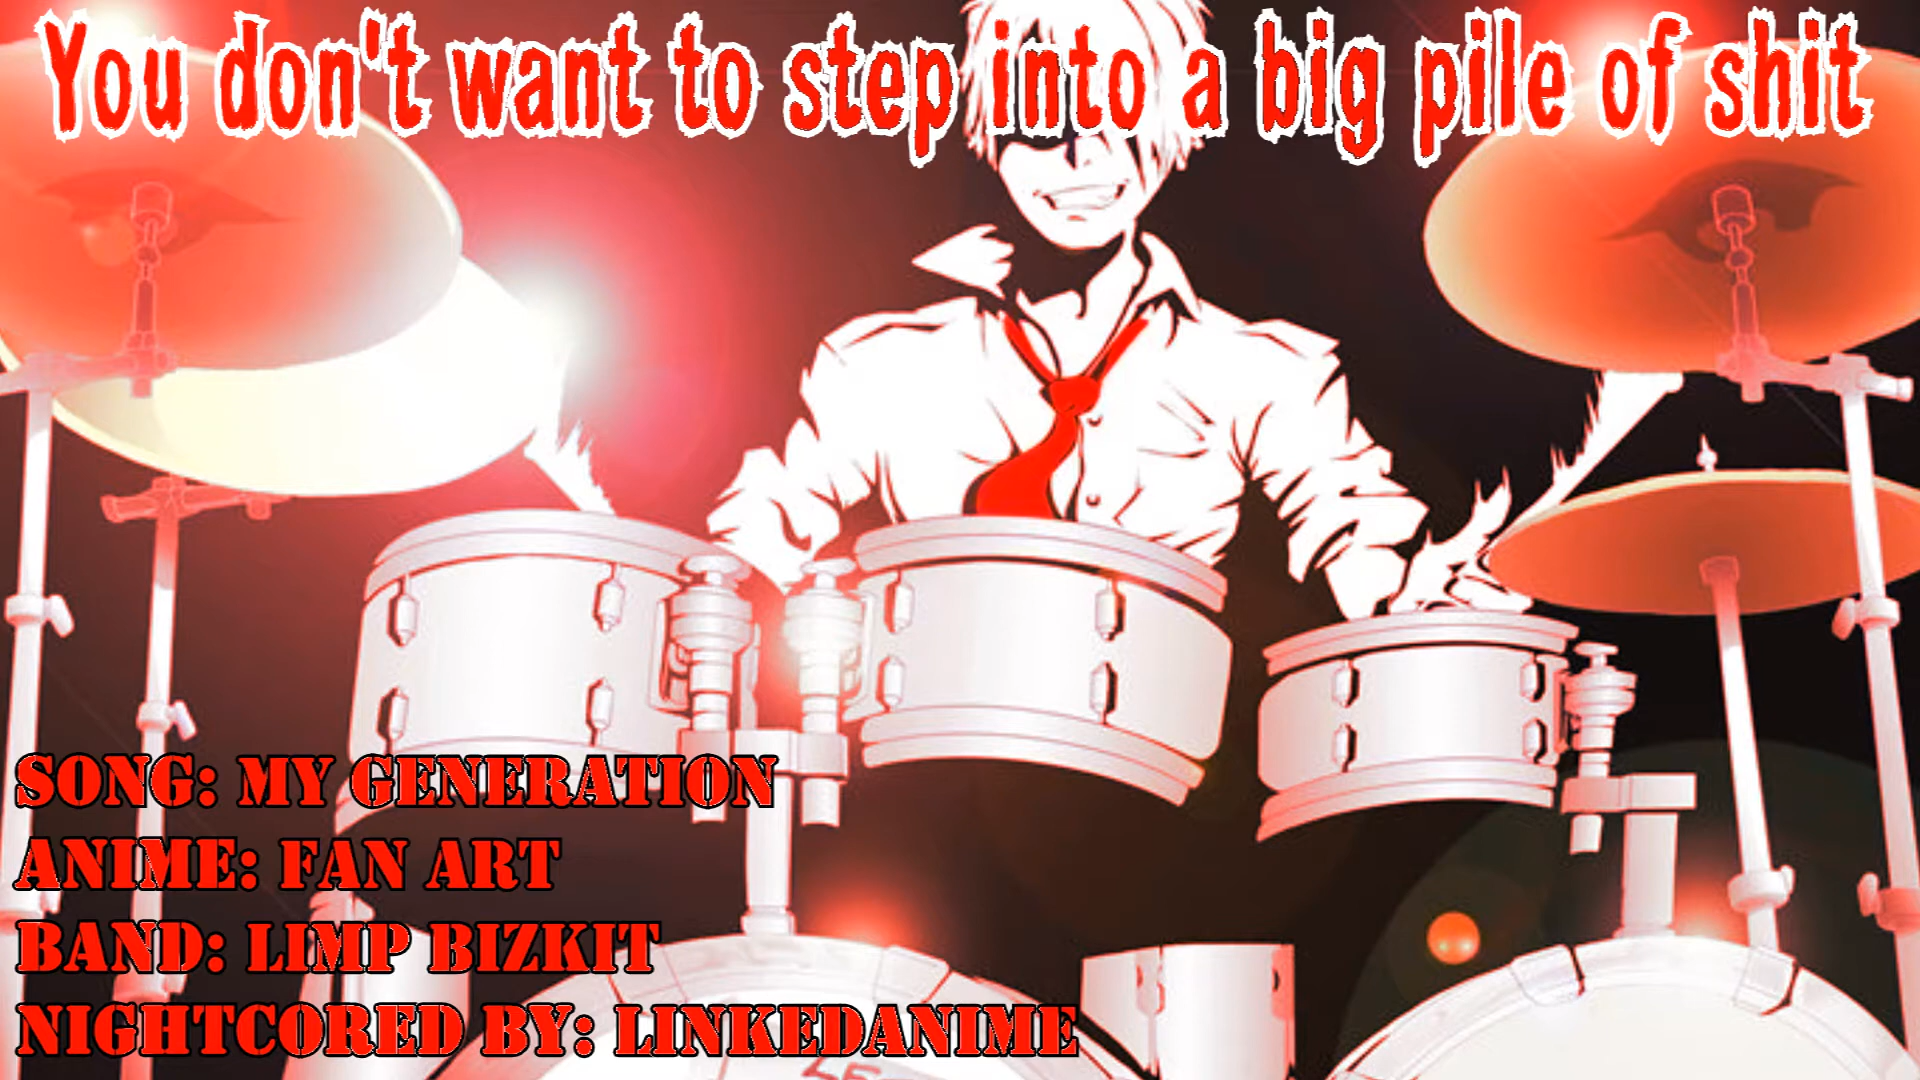 You don't want to step into a big pile of shit
SONG: MY GENERATION
ANIME: FAN ART
BAND: LIMP BIZKIT
NIGHTCORED BY: LINKEDANIME